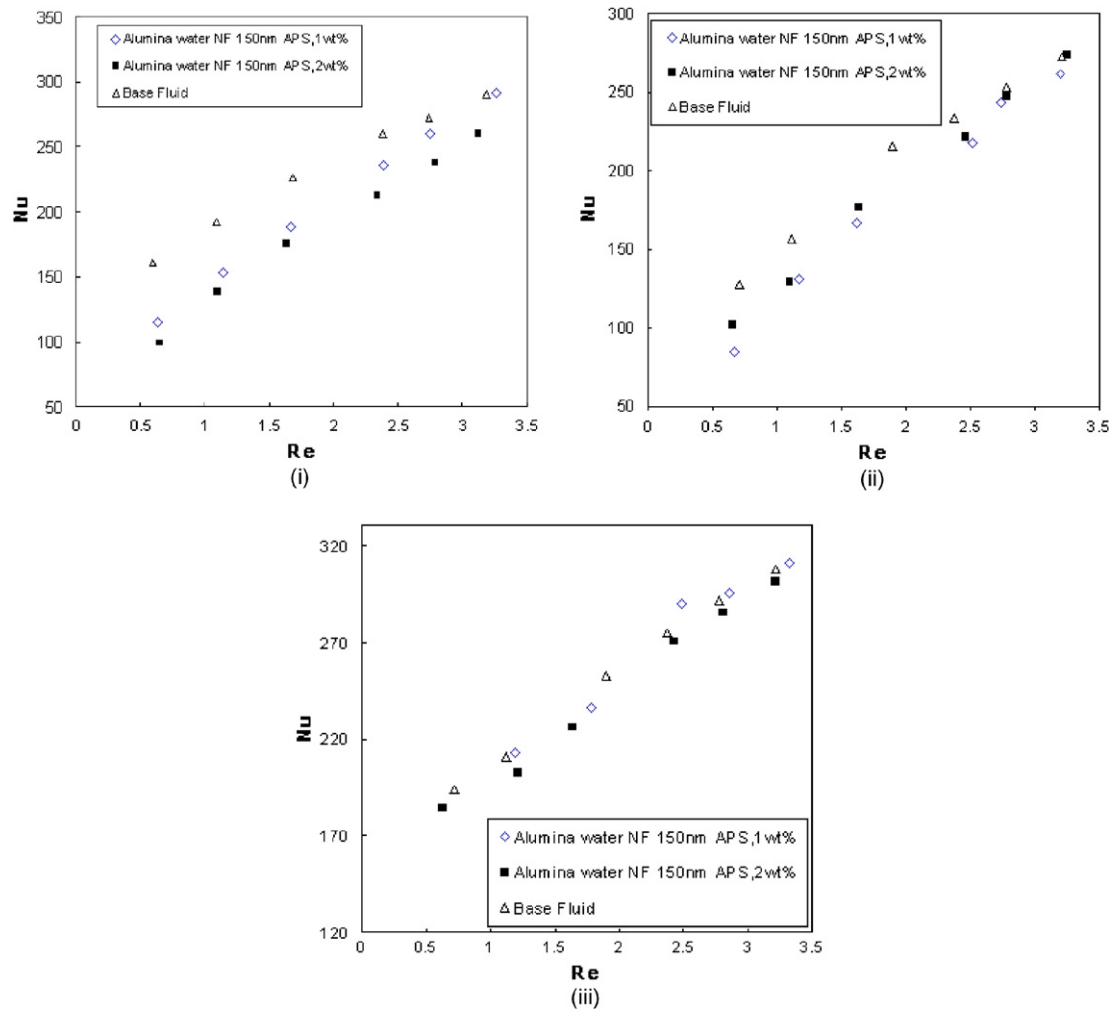 350
300
250
200
150
100
50
Nu
Alumina water NF 150nm APS,1wt%
Alumina water NF 150nm APS,2wt%
Base Fluid
0 0.5 1 1.5 2 2.5 3 3.5
Re
(i)
300
250
200
150
100
50
Nu
Alumina water NF 150nm APS,1wt%
Alumina water NF 150nm APS,2wt%
Base Fluid
0 0.5 1 1.5 2 2.5 3 3.5
Re
(ii)
320
270
220
170
120
Nu
Alumina water NF 150nm APS,1wt%
Alumina water NF 150nm APS,2wt%
Base Fluid
0 0.5 1 1.5 2 2.5 3 3.5
Re
(iii)